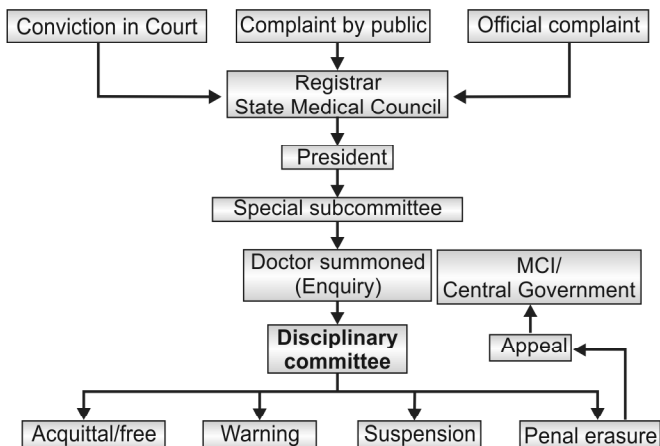 Conviction in Court
Complaint by public
Official complaint
Registrar
State Medical Council
President
Special subcommittee
Doctor summoned
(Enquiry)
MCI/
Central Government
Disciplinary
committee
Appeal
Acquittal/free
Warning
Suspension
Penal erasure